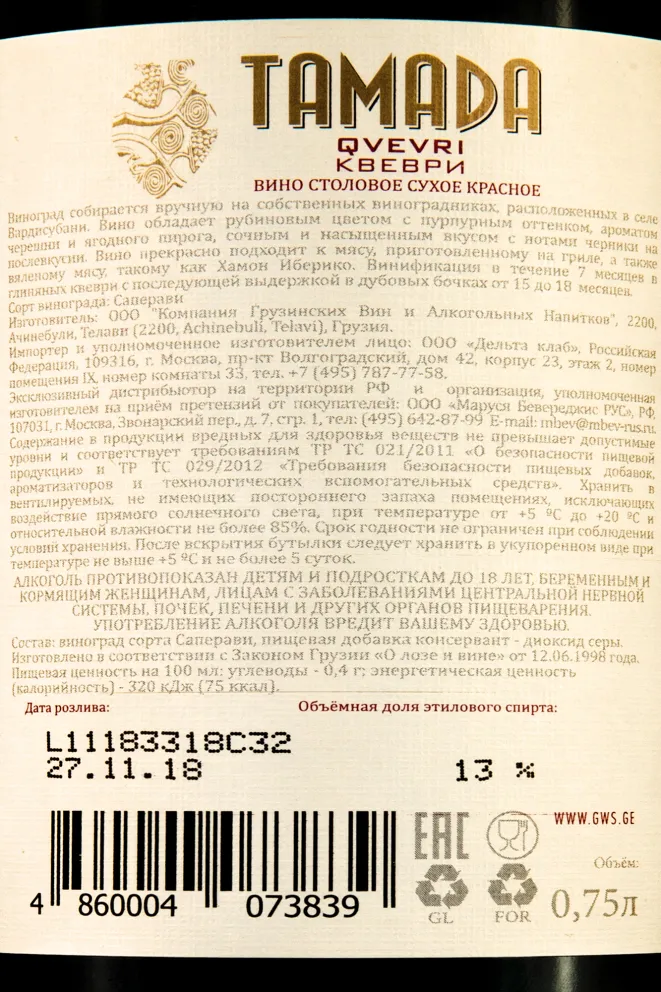 TAMADA
QVEVRI
КВЕВРИ
ВИНО СТОЛОВОЕ СУХОЕ КРАСНОЕ
Виноград собирается вручную на собственных виноградниках, расположенных в селе
Вардисубани. Вино обладает рубиновым цветом с пурпурным оттенком, ароматом
черешни и ягодного пирога, сочным и насыщенным вкусом с нотами черники на
послевкусии. Вино прекрасно подходит к мясу, приготовленному на гриле, а также
вяленому мясу, такому как Хамон Иберико. Винификация в течение 7 месяцев в
глиняных квеври с последующей выдержкой в дубовых бочках от 15 до 18 месяцев.
Сорт винограда: Саперави
Изготовитель: ООО "Компания Грузинских Вин и Алкогольных Напитков", 2200,
Ачинебули, Телави (2200, Achinebuli, Telavi), Грузия.
Импортер и уполномоченное изготовителем лицо: ООО «Дельта клаб», Российская
Федерация, 109316, г. Москва, пр-кт Волгоградский, дом 42, корпус 23, этаж 2, номер
помещения IX, номер комнаты 33, тел. +7 (495) 787-77-58.
Эксклюзивный дистрибьютор на территории РФ и организация, уполномоченная
изготовителем на приём претензий от покупателей: ООО «Маруся Бевереджис РУС», РФ,
107031, г. Москва, Звонарский пер., д. 7, стр. 1, тел: (495) 642-87-99 E-mail: mbev@mbev-rus.ru.
Содержание в продукции вредных для здоровья веществ не превышает допустимые
уровни и соответствует требованиям ТР ТС 021/2011 «О безопасности пищевой
продукции» и ТР ТС 029/2012 «Требования безопасности пищевых добавок,
ароматизаторов и технологических вспомогательных средств». Хранить в
вентилируемых, не имеющих постороннего запаха помещениях, исключающих
воздействие прямого солнечного света, при температуре от +5 ºС до +20 ºС и
относительной влажности не более 85%. Срок годности не ограничен при соблюдении
условий хранения. После вскрытия бутылки следует хранить в укупоренном виде при
температуре не выше +5 ºС и не более 5 суток.
АЛКОГОЛЬ ПРОТИВОПОКАЗАН ДЕТЯМ И ПОДРОСТКАМ ДО 18 ЛЕТ, БЕРЕМЕННЫМ И
КОРМЯЩИМ ЖЕНЩИНАМ, ЛИЦАМ С ЗАБОЛЕВАНИЯМИ ЦЕНТРАЛЬНОЙ НЕРВНОЙ
СИСТЕМЫ, ПОЧЕК, ПЕЧЕНИ И ДРУГИХ ОРГАНОВ ПИЩЕВАРЕНИЯ.
УПОТРЕБЛЕНИЕ АЛКОГОЛЯ ВРЕДИТ ВАШЕМУ ЗДОРОВЬЮ.
Состав: виноград сорта Саперави, пищевая добавка консервант - диоксид серы.
Изготовлено в соответствии с Законом Грузии «О лозе и вине» от 12.06.1998 года.
Пищевая ценность на 100 мл: углеводы - 0,4 г; энергетическая ценность
(калорийность) - 320 кДж (75 ккал).
Дата розлива: Объёмная доля этилового спирта:
L11183318C32
27.11.18 13 %
WWW.GWS.GE
EAC
Объём:
0,75л
GL FOR
4 860004 073839